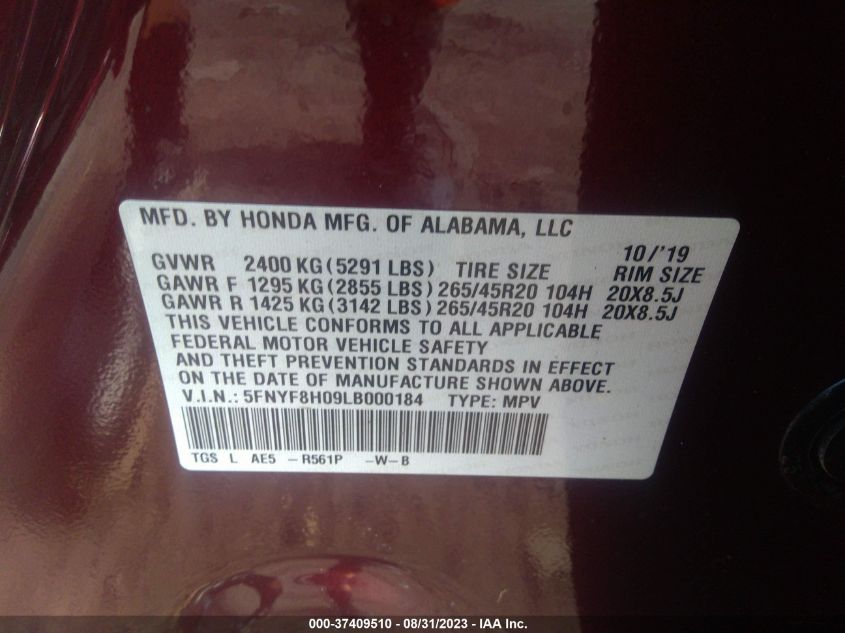 MFD. BY HONDA MFG. OF ALABAMA, LLC
10/'19
GVWR 2400 KG (5291 LBS) TIRE SIZE RIM SIZE
GAWR F 1295 KG (2855 LBS) 265/45R20 104H 20X8.5J
GAWR R 1425 KG (3142 LBS) 265/45R20 104H 20X8.5J
THIS VEHICLE CONFORMS TO ALL APPLICABLE
FEDERAL MOTOR VEHICLE SAFETY
AND THEFT PREVENTION STANDARDS IN EFFECT
ON THE DATE OF MANUFACTURE SHOWN ABOVE.
V.I.N.: 5FNYF8H09LB000184 TYPE: MPV
TGS L AE5 -R561P -W-B
000-37409510 - 08/31/2023 - IAA Inc.